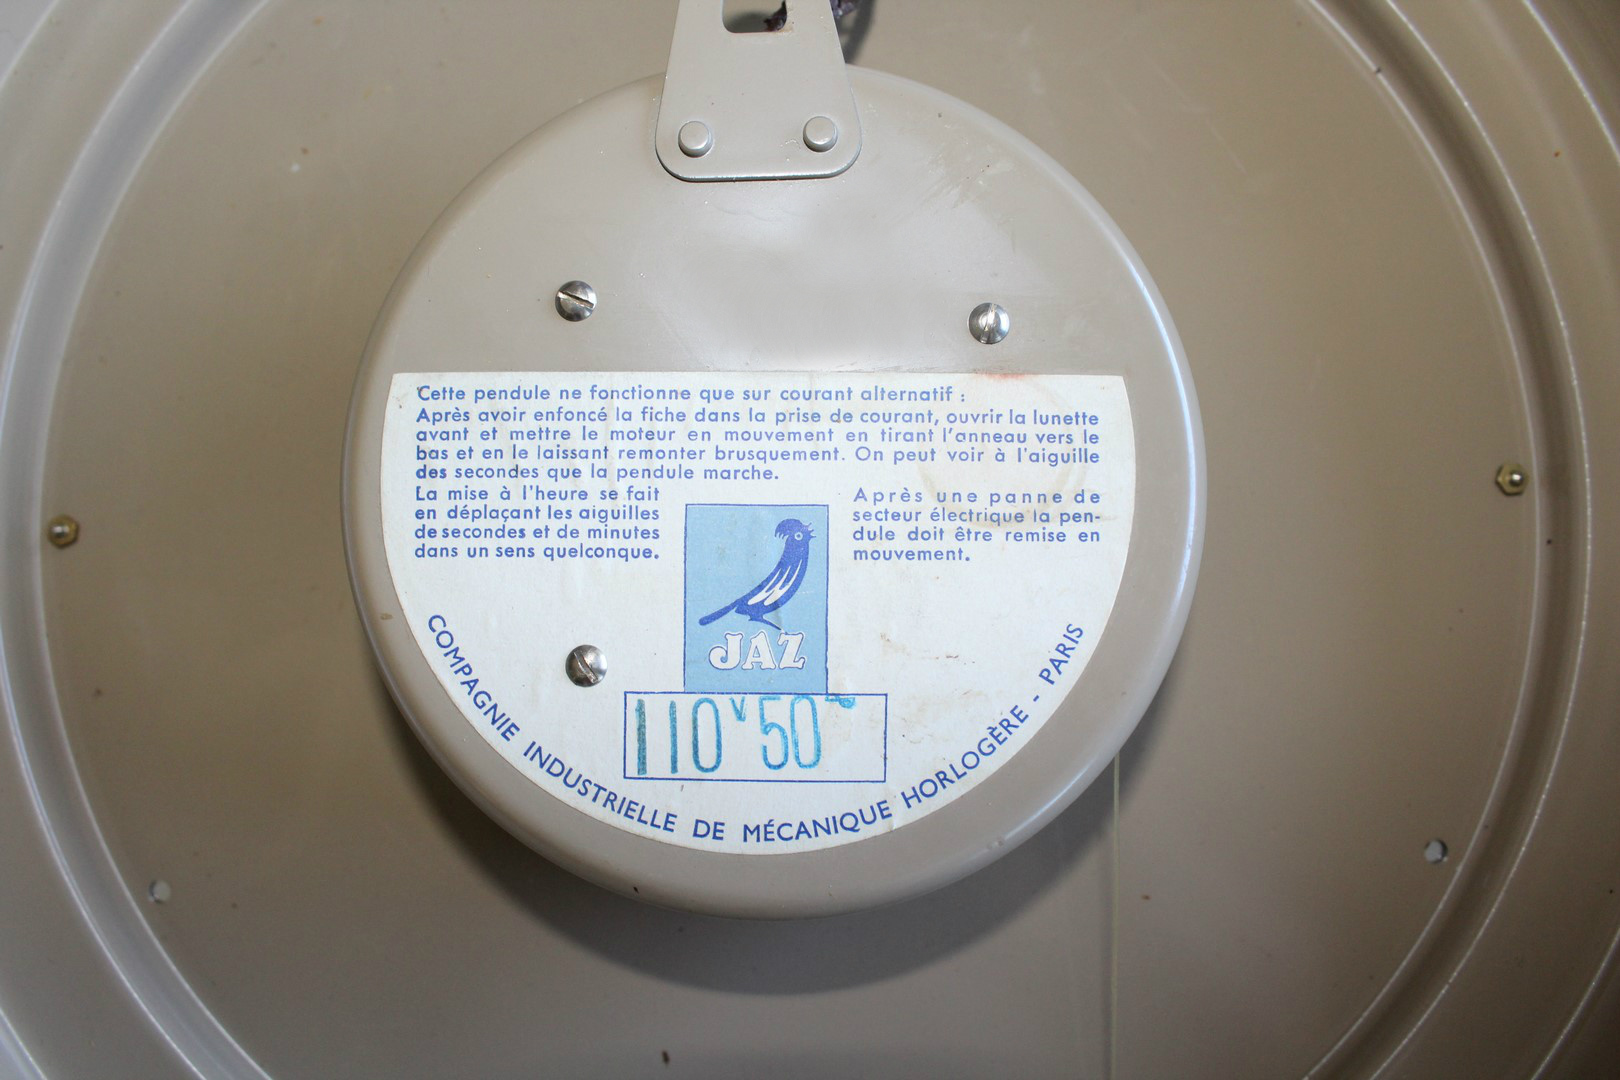 Cette pendule ne fonctionne que sur courant alternatif :
Après avoir enfoncé la fiche dans la prise de courant, ouvrir la lunette
avant et mettre le moteur en mouvement en tirant l'anneau vers le
bas et en le laissant remonter brusquement. On peut voir à l'aiguille
des secondes que la pendule marche.
La mise à l'heure se fait
en déplaçant les aiguilles
de secondes et de minutes
dans un sens quelconque.
Après une panne de
secteur électrique la pen-
dule doit être remise en
mouvement.
JAZ
110 V 50
COMPAGNIE INDUSTRIELLE DE MÉCANIQUE HORLOGÈRE - PARIS